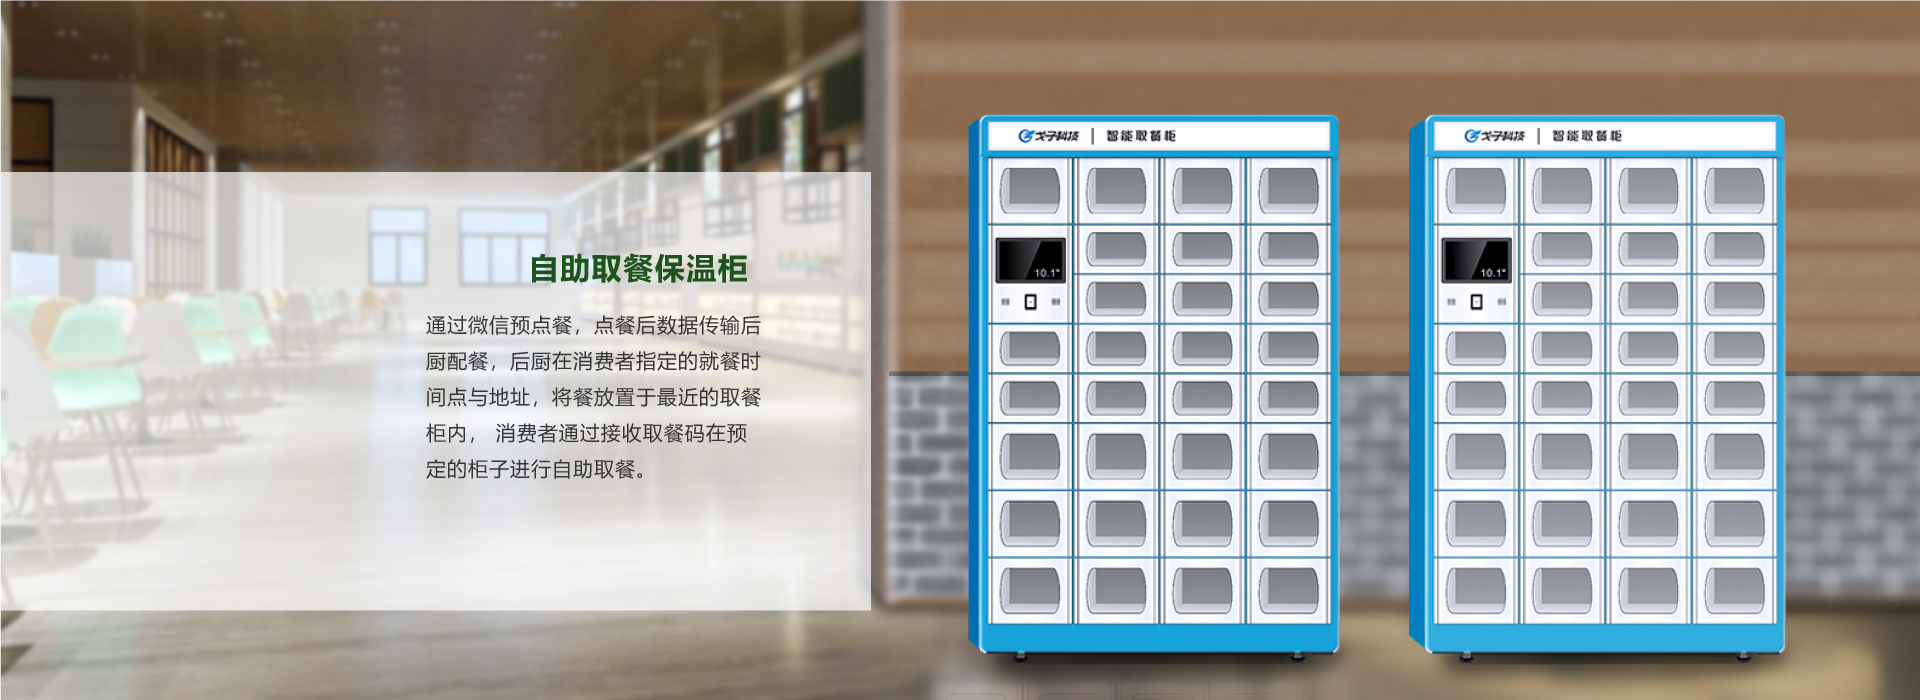 自助取餐保温柜
通过微信预点餐，点餐后数据传输后
厨配餐，后厨在消费者指定的就餐时
间点与地址，将餐放置于最近的取餐
柜内， 消费者通过接收取餐码在预
定的柜子进行自助取餐。
戈子科技 | 智能取餐柜
10.1"
戈子科技 | 智能取餐柜
10.1"